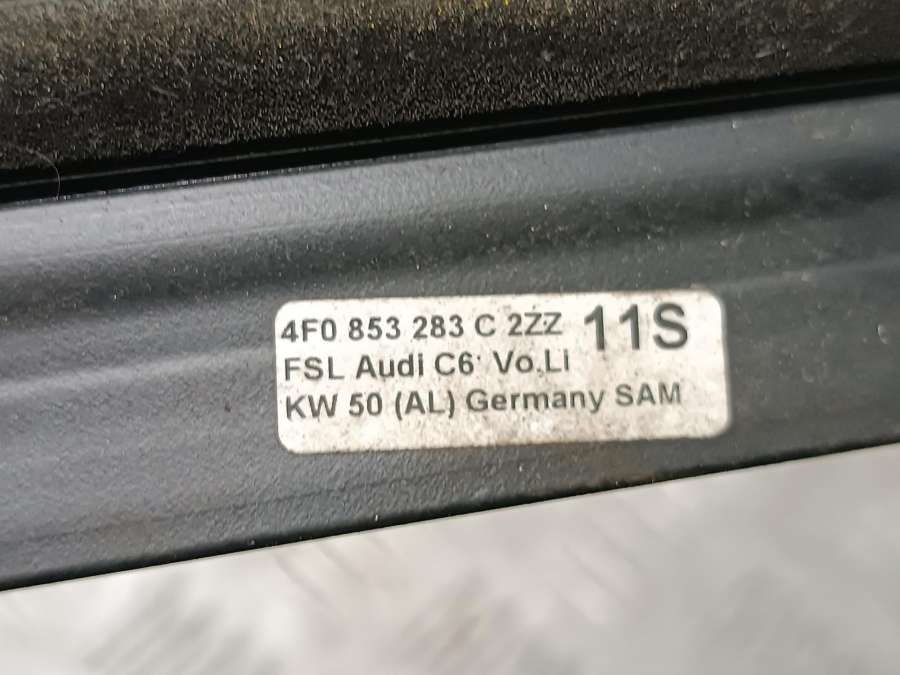 4F0 853 283 C 2ZZ 11S
FSL Audi C6 Vo.Li
KW 50 (AL) Germany SAM